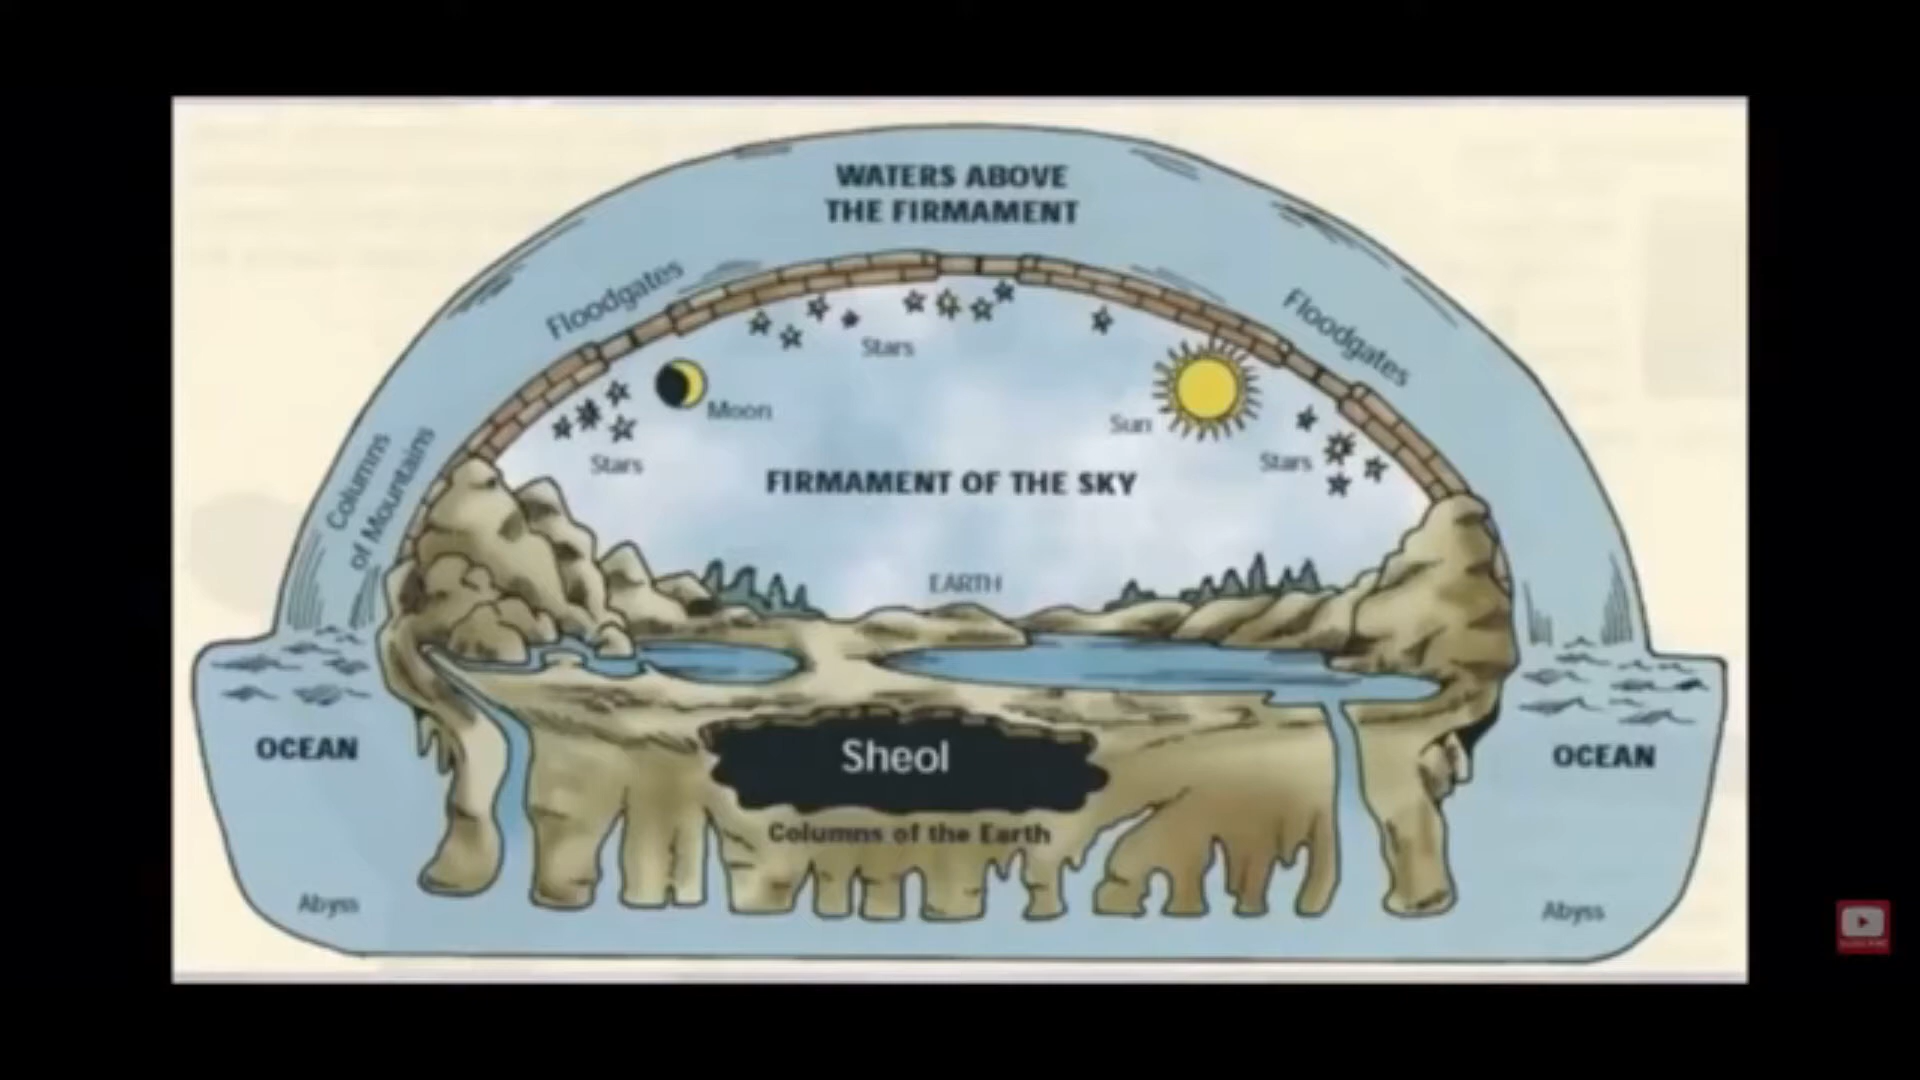 WATERS ABOVE
THE FIRMAMENT
Floodgates
Floodgates
Stars
Moon
Sun
Columns
of Mountains
Stars
Stars
FIRMAMENT OF THE SKY
EARTH
OCEAN
Sheol
OCEAN
Columns of the Earth
Abyss
Abyss
SUBSCRIBE